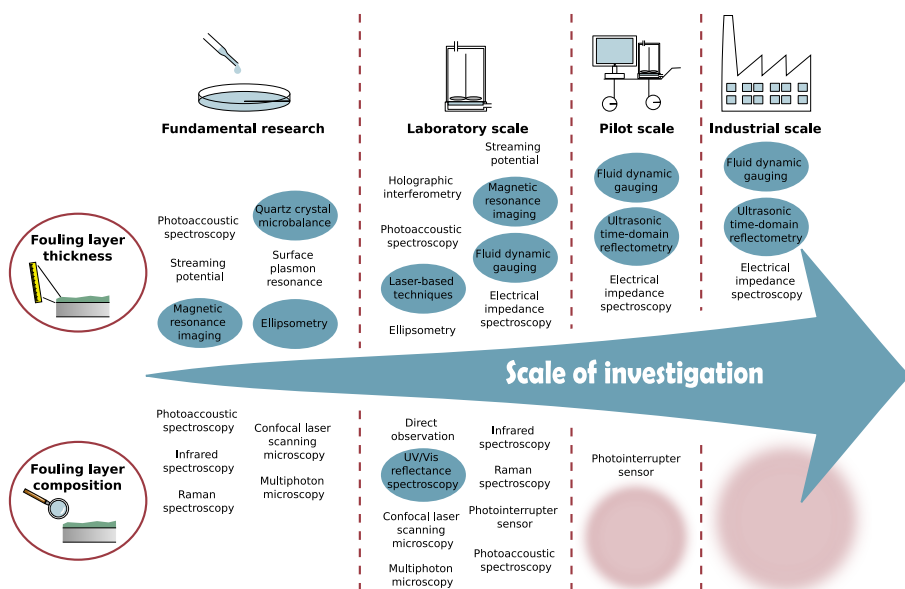 Fundamental research
Laboratory scale
Pilot scale
Industrial scale
Fouling layer
thickness
Photoaccoustic
spectroscopy
Streaming
potential
Magnetic
resonance
imaging
Quartz crystal
microbalance
Surface
plasmon
resonance
Ellipsometry
Holographic
interferometry
Photoaccoustic
spectroscopy
Laser-based
techniques
Ellipsometry
Streaming
potential
Magnetic
resonance
imaging
Fluid dynamic
gauging
Electrical
impedance
spectroscopy
Fluid dynamic
gauging
Ultrasonic
time-domain
reflectometry
Electrical
impedance
spectroscopy
Fluid dynamic
gauging
Ultrasonic
time-domain
reflectometry
Electrical
impedance
spectroscopy
Scale of investigation
Fouling layer
composition
Photoaccoustic
spectroscopy
Infrared
spectroscopy
Raman
spectroscopy
Confocal laser
scanning
microscopy
Multiphoton
microscopy
Direct
observation
UV/Vis
reflectance
spectroscopy
Confocal laser
scanning
microscopy
Multiphoton
microscopy
Infrared
spectroscopy
Raman
spectroscopy
Photointerrupter
sensor
Photoaccoustic
spectroscopy
Photointerrupter
sensor